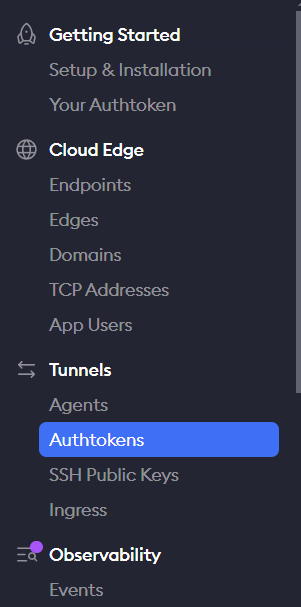 Getting Started
Setup & Installation
Your Authtoken
Cloud Edge
Endpoints
Edges
Domains
TCP Addresses
App Users
Tunnels
Agents
Authtokens
SSH Public Keys
Ingress
Observability
Events